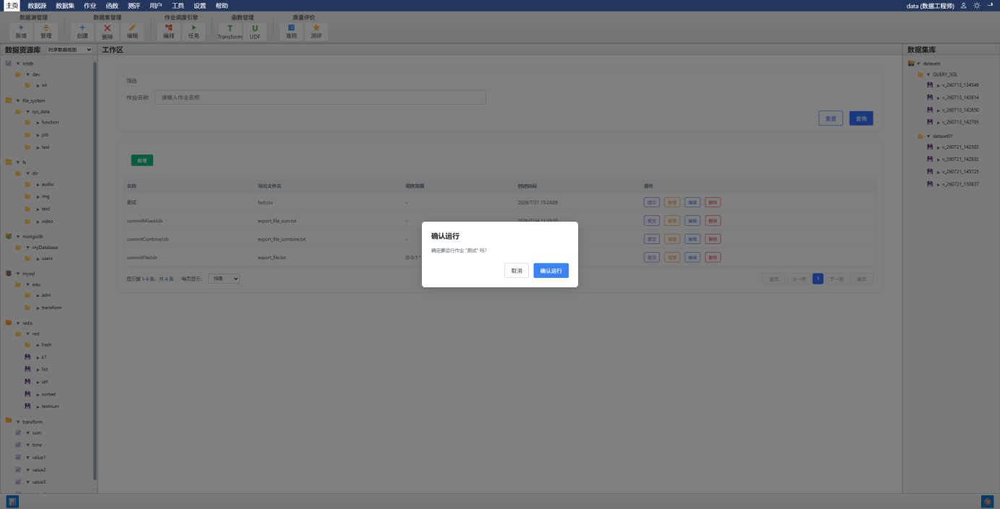 主页 数据源 数据集 作业 函数 测评 用户 工具 设置 帮助 data (数据工程师)
数据源管理 数据集管理 作业调度引擎 函数管理 质量评价
新增 管理 创建 删除 编辑 编排 任务 Transform UDF 准则 测评
数据资源库 时序数据视图 工作区 数据集库
iotdb
dev
wt
file_system
sys_data
function
job
test
fs
dir
audio
img
text
video
mongodb
myDatabase
users
mysql
edu
adm
transform
redis
red
hash
k1
list
set
sortset
testnum
transform
sum
time
value1
value2
value3
筛选
作业名称 请输入作业名称
重置 查询
新增
名称 导出文件名 调度策略 创建时间 操作
测试 test.csv - 2026/7/21 15:24:06 提交 管理 编辑 删除
commitMixedJob export_file_sum.txt - 2026/7/14 11:18:10 提交 管理 编辑 删除
commitCombineJob export_file_combine.txt - 提交 管理 编辑 删除
commitFileJob export_file.txt (0 0/1 * 提交 管理 编辑 删除
显示第 1-4 条，共 4 条 每页显示： 10条 首页 上一页 1 下一页 尾页
确认运行
确定要运行作业 "测试" 吗?
取消 确认运行
datasets
QUERY_SQL
v_260713_134549
v_260713_142614
v_260713_142650
v_260713_142705
dataset01
v_260721_142503
v_260721_142832
v_260721_145725
v_260721_150837